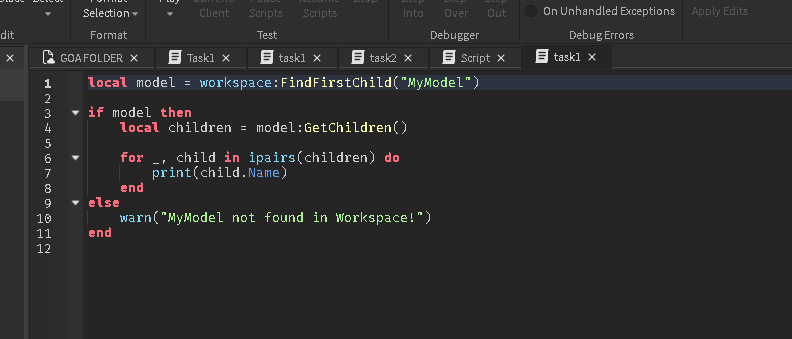 Selection
Play
Current Client
Pause Scripts
Resume Scripts
Stop
Step Into
Step Over
Step Out
On Unhandled Exceptions
Apply Edits
dit
Format
Test
Debugger
Debug Errors
GOA FOLDER
Task1
task1
task2
Script
task1
1 local model = workspace:FindFirstChild("MyModel")
2
3 if model then
4 local children = model:GetChildren()
5
6 for _, child in ipairs(children) do
7 print(child.Name)
8 end
9 else
10 warn("MyModel not found in Workspace!")
11 end
12